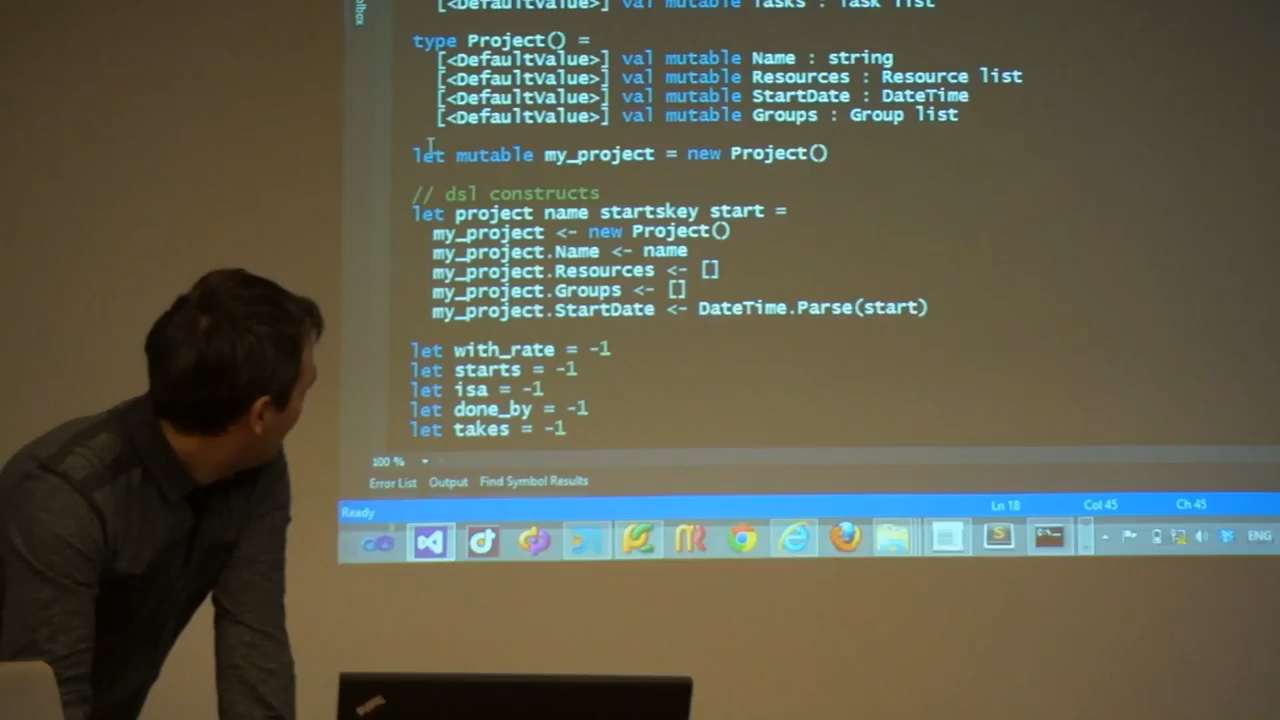 [<DefaultValue>] val mutable Tasks : Task list
type Project() =
[<DefaultValue>] val mutable Name : string
[<DefaultValue>] val mutable Resources : Resource list
[<DefaultValue>] val mutable StartDate : DateTime
[<DefaultValue>] val mutable Groups : Group list
let mutable my_project = new Project()
// dsl constructs
let project name startskey start =
my_project <- new Project()
my_project.Name <- name
my_project.Resources <- []
my_project.Groups <- []
my_project.StartDate <- DateTime.Parse(start)
let with_rate = -1
let starts = -1
let isa = -1
let done_by = -1
let takes = -1
100 %
Error List Output Find Symbol Results
Ready Ln 18 Col 45 Ch 45
ENG